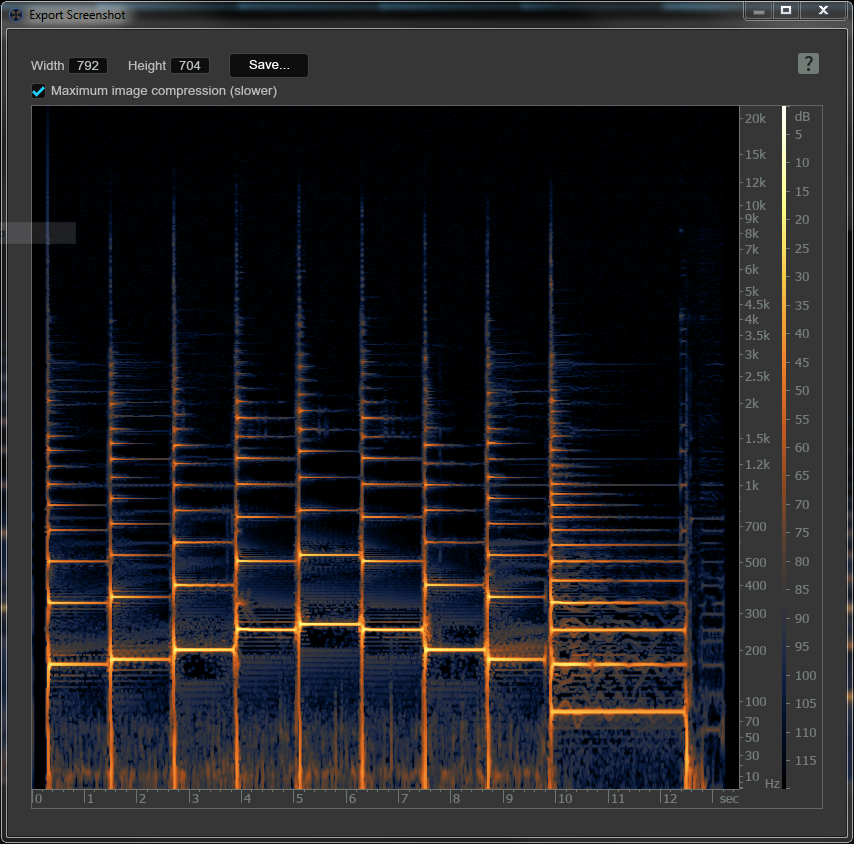 Export Screenshot
Width 792 Height 704 Save... ?
Maximum image compression (slower)
20k
15k
12k
10k
9k
8k
7k
6k
5k
4.5k
4k
3.5k
3k
2.5k
2k
1.5k
1.2k
1k
700
500
400
300
200
100
70
50
30
10
Hz
dB
5
10
15
20
25
30
35
40
45
50
55
60
65
70
75
80
85
90
95
100
105
110
115
0 1 2 3 4 5 6 7 8 9 10 11 12 sec